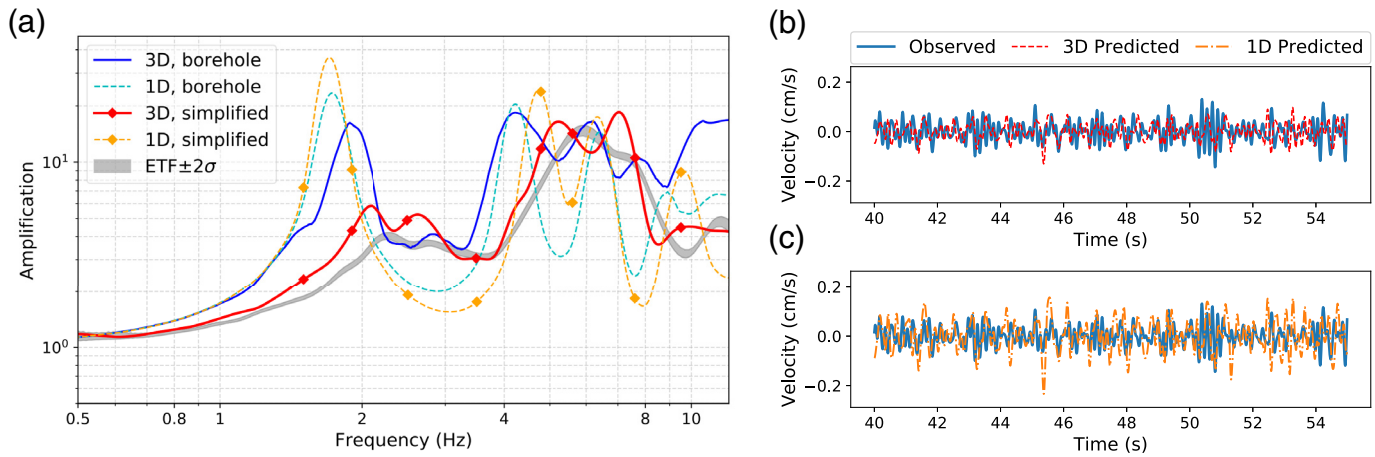 (a)
3D, borehole
1D, borehole
3D, simplified
1D, simplified
ETF±2σ
Amplification
10¹
10⁰
0.5 0.8 1 2 4 8 10
Frequency (Hz)
(b)
Observed 3D Predicted 1D Predicted
Velocity (cm/s)
0.2
0.0
−0.2
40 42 44 46 48 50 52 54
Time (s)
(c)
Velocity (cm/s)
0.2
0.0
−0.2
40 42 44 46 48 50 52 54
Time (s)